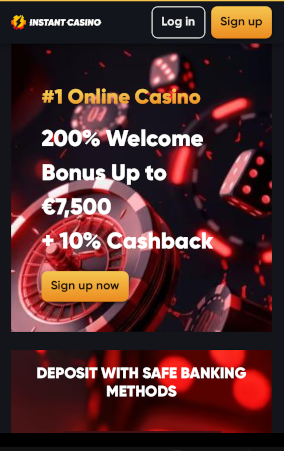 INSTANT CASINO
Log in
Sign up
#1 Online Casino
200% Welcome
Bonus Up to
€7,500
+ 10% Cashback
Sign up now
DEPOSIT WITH SAFE BANKING
METHODS